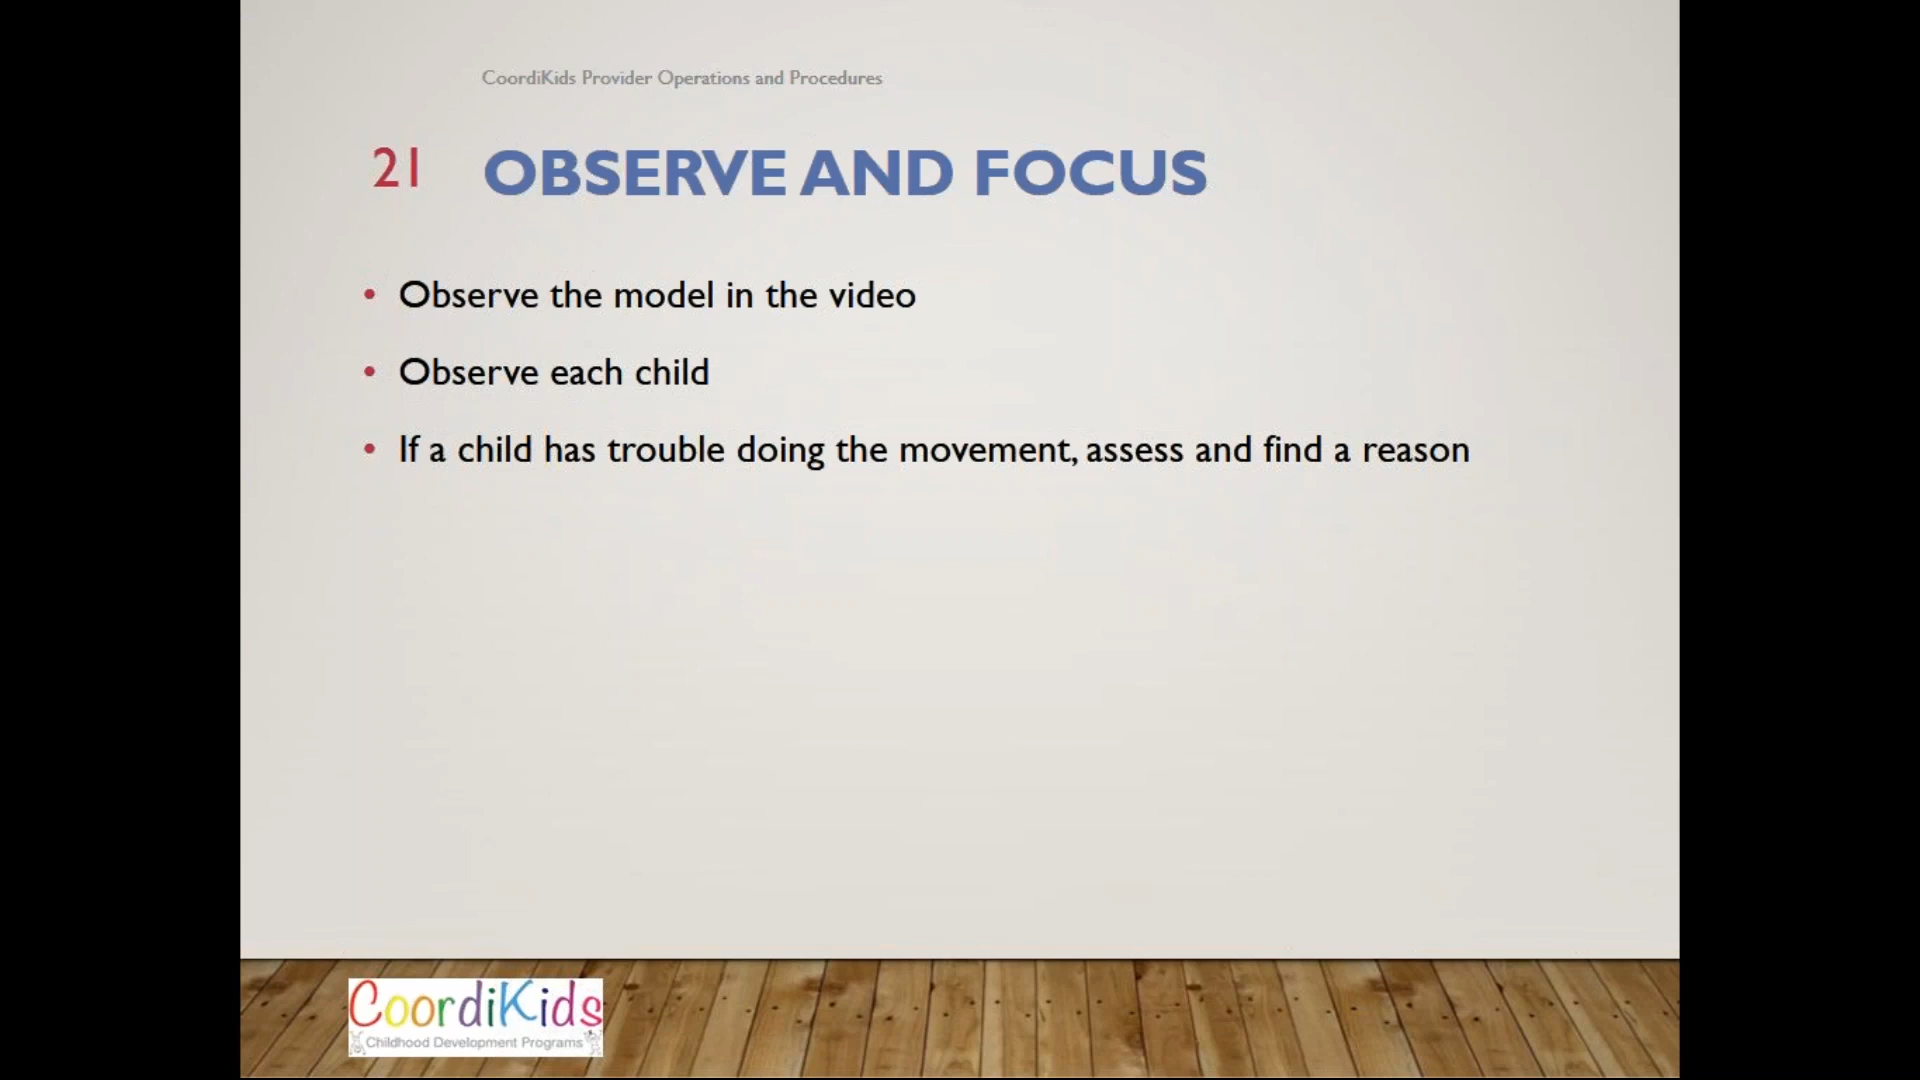 CoordiKids Provider Operations and Procedures
21 OBSERVE AND FOCUS
• Observe the model in the video
• Observe each child
• If a child has trouble doing the movement, assess and find a reason
CoordiKids
Childhood Development Programs